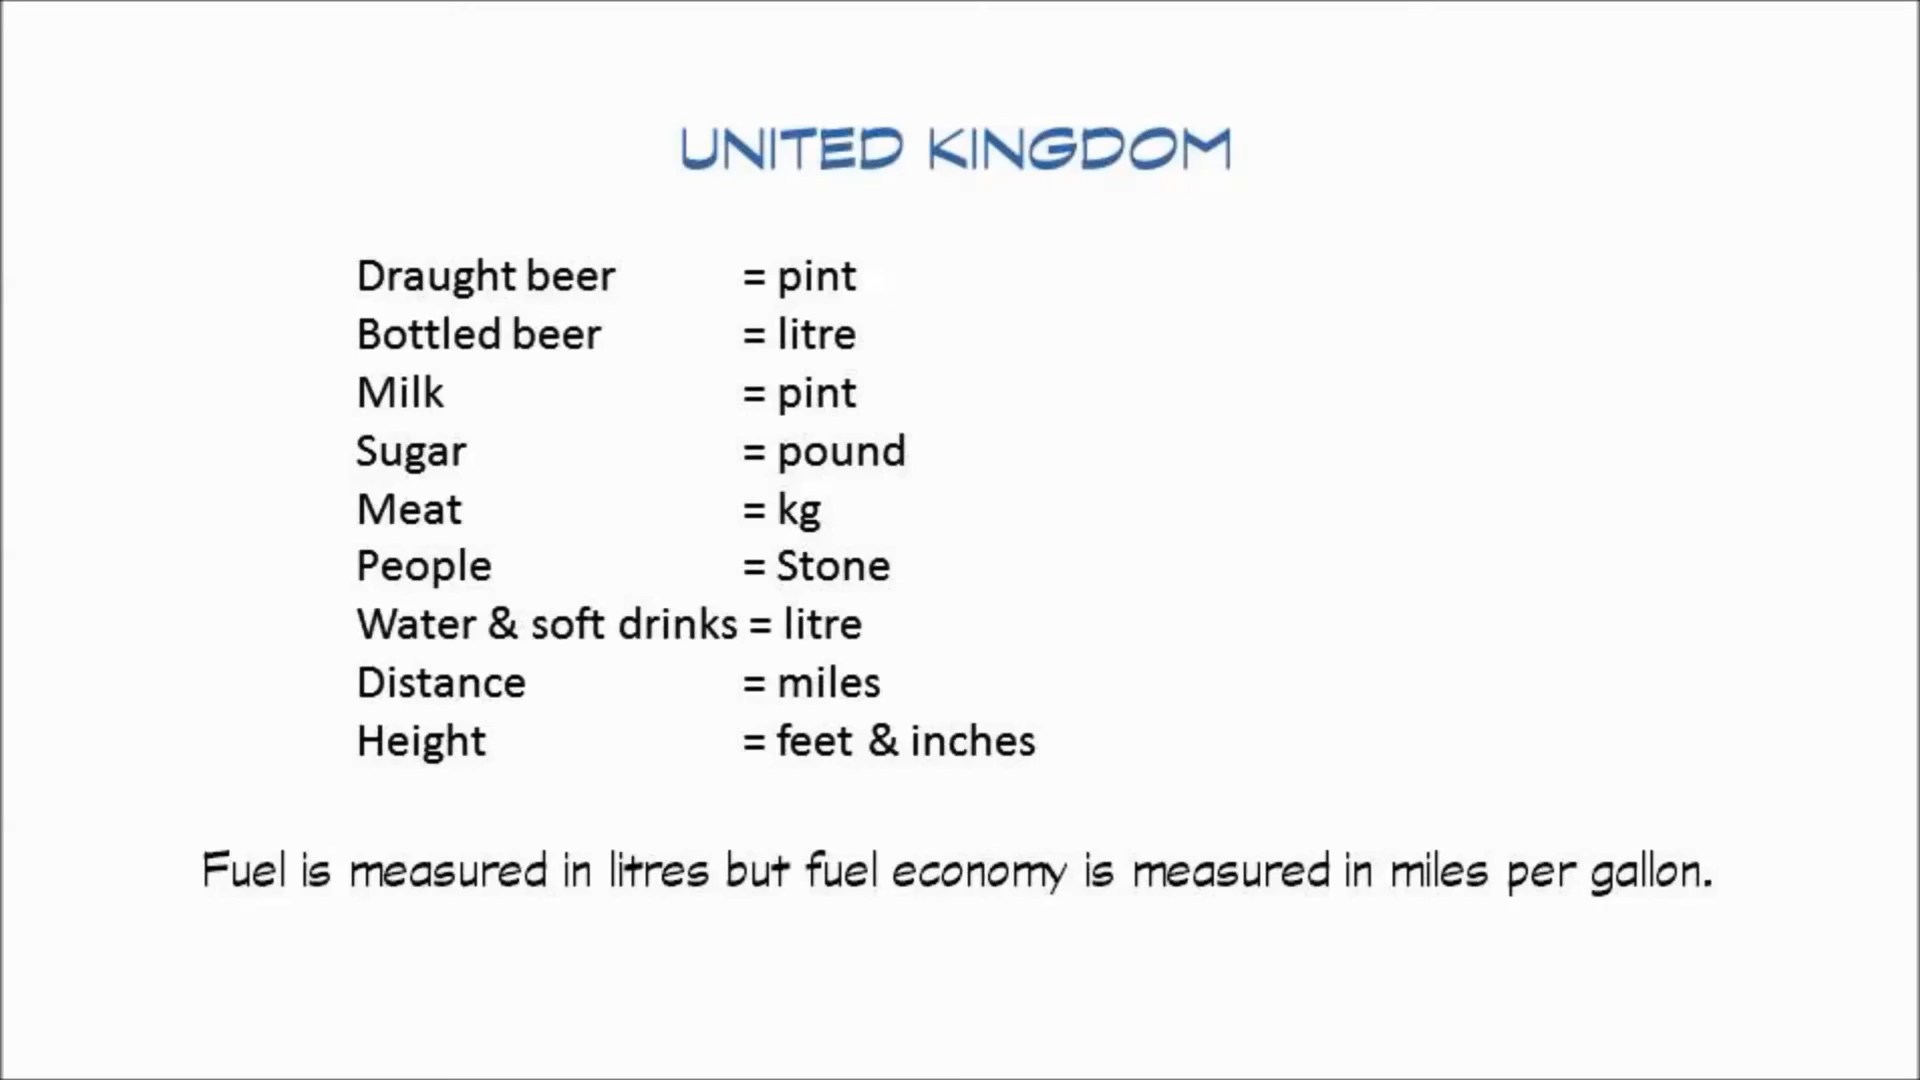 UNITED KINGDOM
Draught beer = pint
Bottled beer = litre
Milk = pint
Sugar = pound
Meat = kg
People = Stone
Water & soft drinks = litre
Distance = miles
Height = feet & inches
Fuel is measured in litres but fuel economy is measured in miles per gallon.